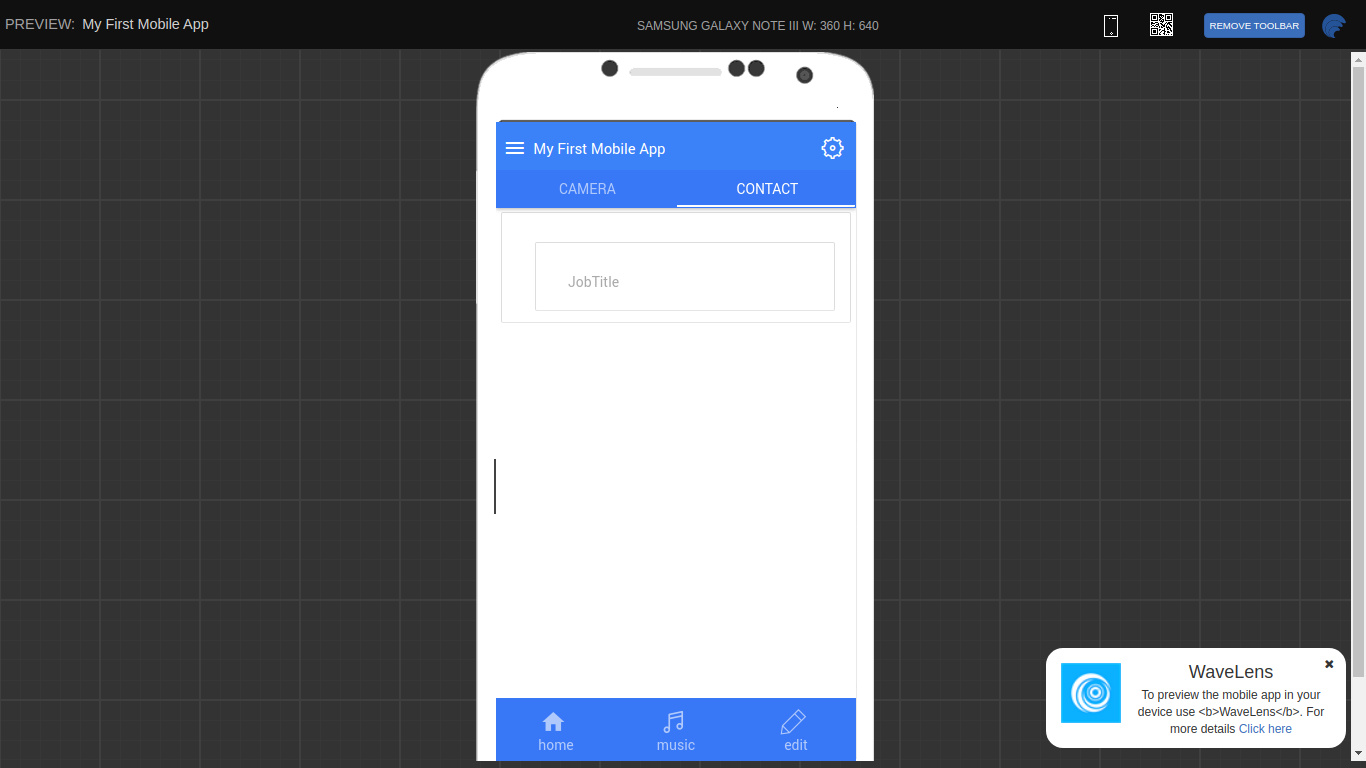 PREVIEW: My First Mobile App
SAMSUNG GALAXY NOTE III W: 360 H: 640
REMOVE TOOLBAR
My First Mobile App
CAMERA CONTACT
JobTitle
home music edit
WaveLens
To preview the mobile app in your
device use <b>WaveLens</b>. For
more details Click here